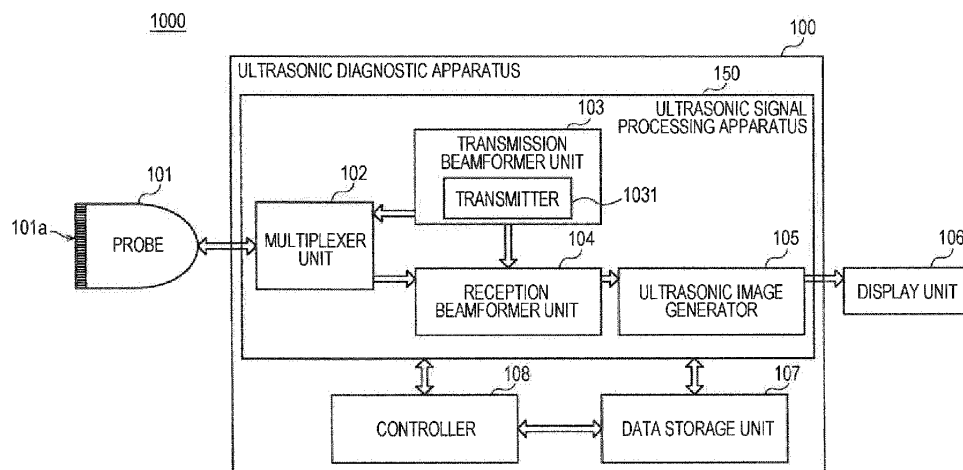 1000
100
ULTRASONIC DIAGNOSTIC APPARATUS
150
ULTRASONIC SIGNAL
PROCESSING APPARATUS
103
TRANSMISSION
BEAMFORMER UNIT
TRANSMITTER
1031
101
101a
PROBE
102
MULTIPLEXER
UNIT
104
RECEPTION
BEAMFORMER UNIT
105
ULTRASONIC IMAGE
GENERATOR
106
DISPLAY UNIT
108
CONTROLLER
107
DATA STORAGE UNIT